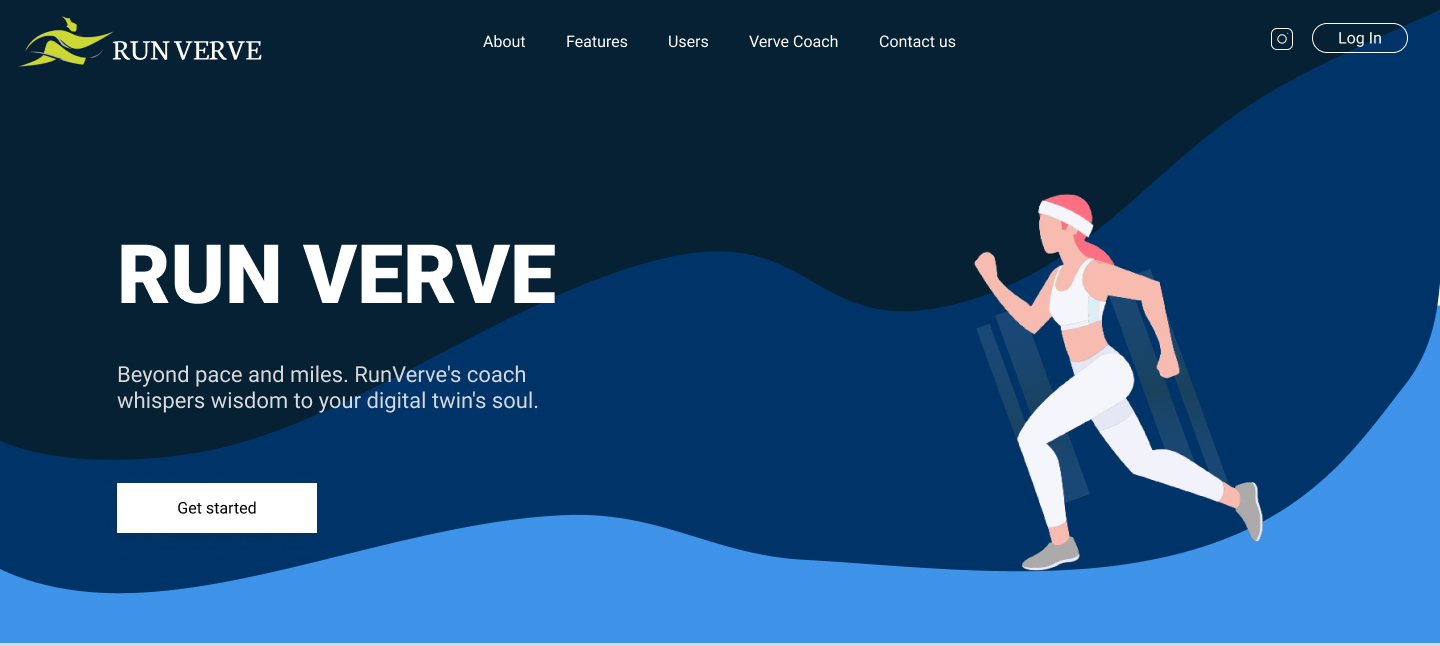 RUN VERVE
About
Features
Users
Verve Coach
Contact us
Log In
RUN VERVE
Beyond pace and miles. RunVerve's coach
whispers wisdom to your digital twin's soul.
Get started